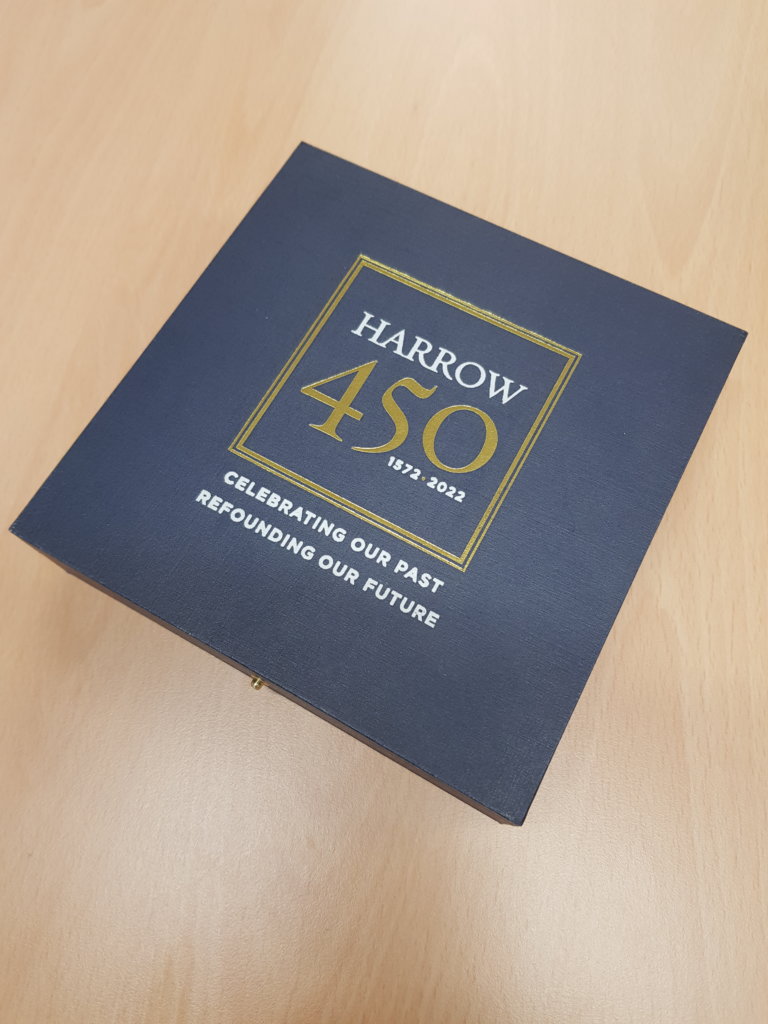 HARROW
450
1572·2022
CELEBRATING OUR PAST
REFOUNDING OUR FUTURE